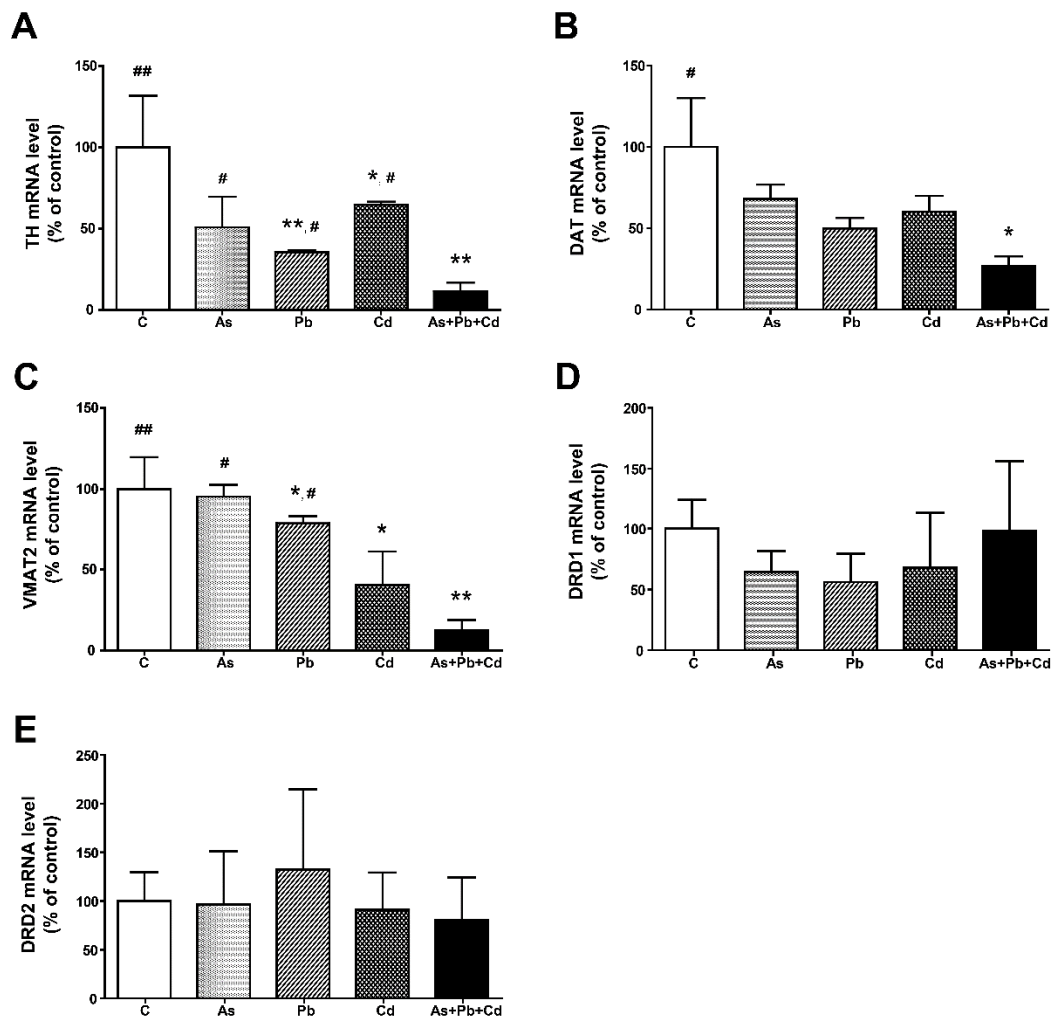 A
TH mRNA level
(% of control)
150
100
50
0
##
#
**,#
*,#
**
C As Pb Cd As+Pb+Cd
B
DAT mRNA level
(% of control)
150
100
50
0
#
*
C As Pb Cd As+Pb+Cd
C
VMAT2 mRNA level
(% of control)
150
100
50
0
##
#
*,#
*
**
C As Pb Cd As+Pb+Cd
D
DRD1 mRNA level
(% of control)
200
150
100
50
0
C As Pb Cd As+Pb+Cd
E
DRD2 mRNA level
(% of control)
250
200
150
100
50
0
C As Pb Cd As+Pb+Cd